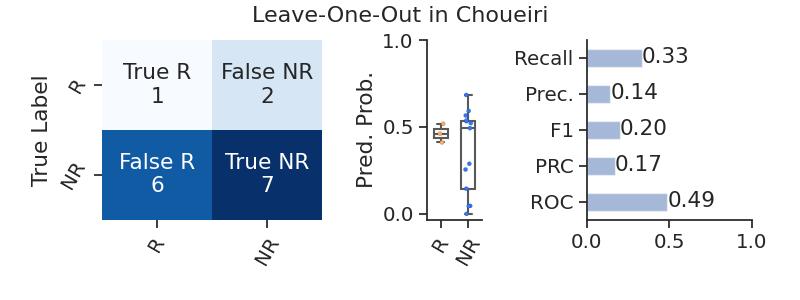 Leave-One-Out in Choueiri
True Label
R
NR
True R
1
False NR
2
False R
6
True NR
7
R
NR
Pred. Prob.
1.0
0.5
0.0
R
NR
Recall
0.33
Prec.
0.14
F1
0.20
PRC
0.17
ROC
0.49
0.0
0.5
1.0